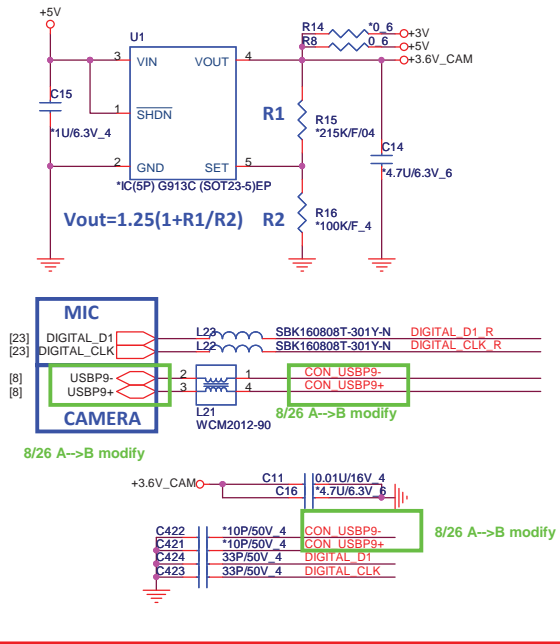 +5V
R14 *0_6 +3V
R8 0_6 +5V
+3.6V_CAM
U1
3 VIN VOUT 4
C15
1 SHDN
R1 R15
*215K/F/04
*1U/6.3V_4
C14
2 GND SET 5
*4.7U/6.3V_6
*IC(5P) G913C (SOT23-5)EP
Vout=1.25(1+R1/R2) R2 R16
*100K/F_4
MIC
[23] DIGITAL_D1 L23 SBK160808T-301Y-N DIGITAL_D1_R
[23] DIGITAL_CLK L22 SBK160808T-301Y-N DIGITAL_CLK_R
[8] USBP9- 2 1 CON_USBP9-
[8] USBP9+ 3 4 CON_USBP9+
CAMERA L21 8/26 A-->B modify
WCM2012-90
8/26 A-->B modify
+3.6V_CAM C11 0.01U/16V_4
C16 *4.7U/6.3V_6
C422 *10P/50V_4 CON_USBP9- 8/26 A-->B modify
C421 *10P/50V_4 CON_USBP9+
C424 33P/50V_4 DIGITAL_D1
C423 33P/50V_4 DIGITAL_CLK